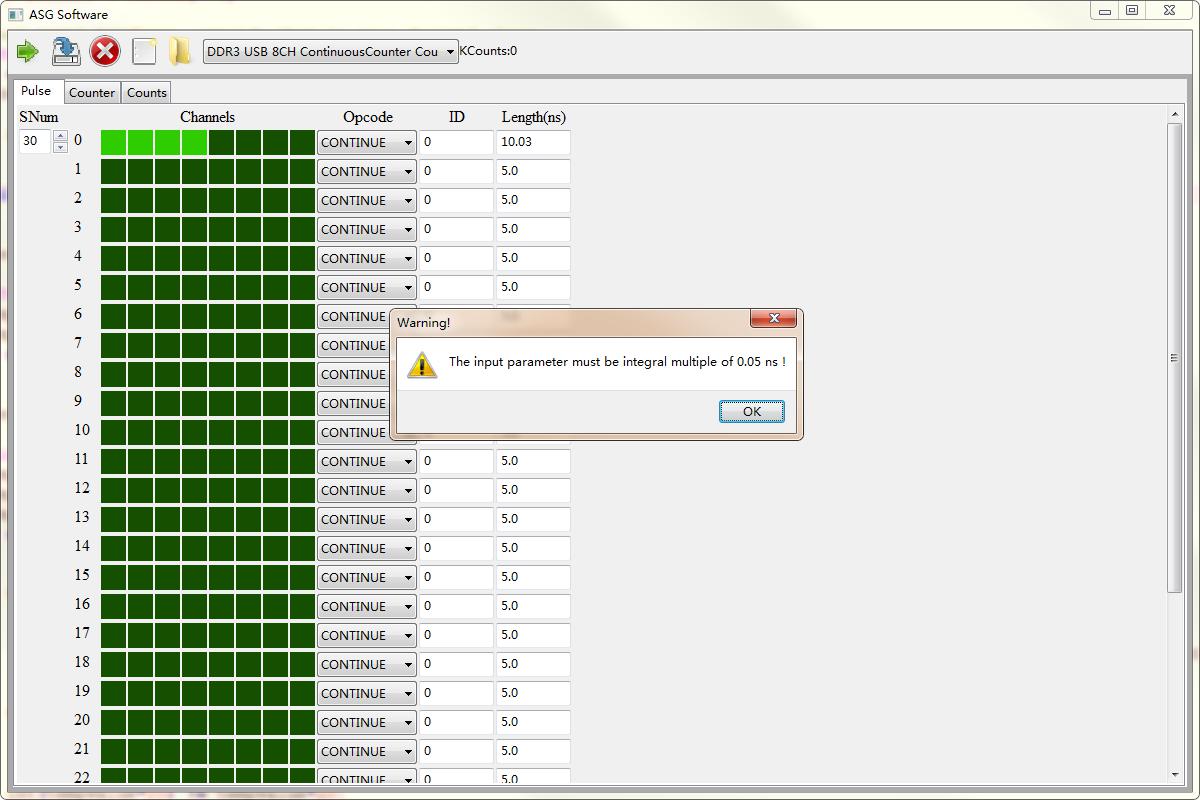 ASG Software
DDR3 USB 8CH ContinuousCounter Cou KCounts:0
Pulse Counter Counts
SNum Channels Opcode ID Length(ns)
30 0 CONTINUE 0 10.03
1 CONTINUE 0 5.0
2 CONTINUE 0 5.0
3 CONTINUE 0 5.0
4 CONTINUE 0 5.0
5 CONTINUE 0 5.0
6 CONTINUE
Warning!
7 CONTINUE
The input parameter must be integral multiple of 0.05 ns !
8 CONTINUE
9 CONTINUE
OK
10 CONTINUE
11 CONTINUE 0 5.0
12 CONTINUE 0 5.0
13 CONTINUE 0 5.0
14 CONTINUE 0 5.0
15 CONTINUE 0 5.0
16 CONTINUE 0 5.0
17 CONTINUE 0 5.0
18 CONTINUE 0 5.0
19 CONTINUE 0 5.0
20 CONTINUE 0 5.0
21 CONTINUE 0 5.0
22 CONTINUE 0 5.0